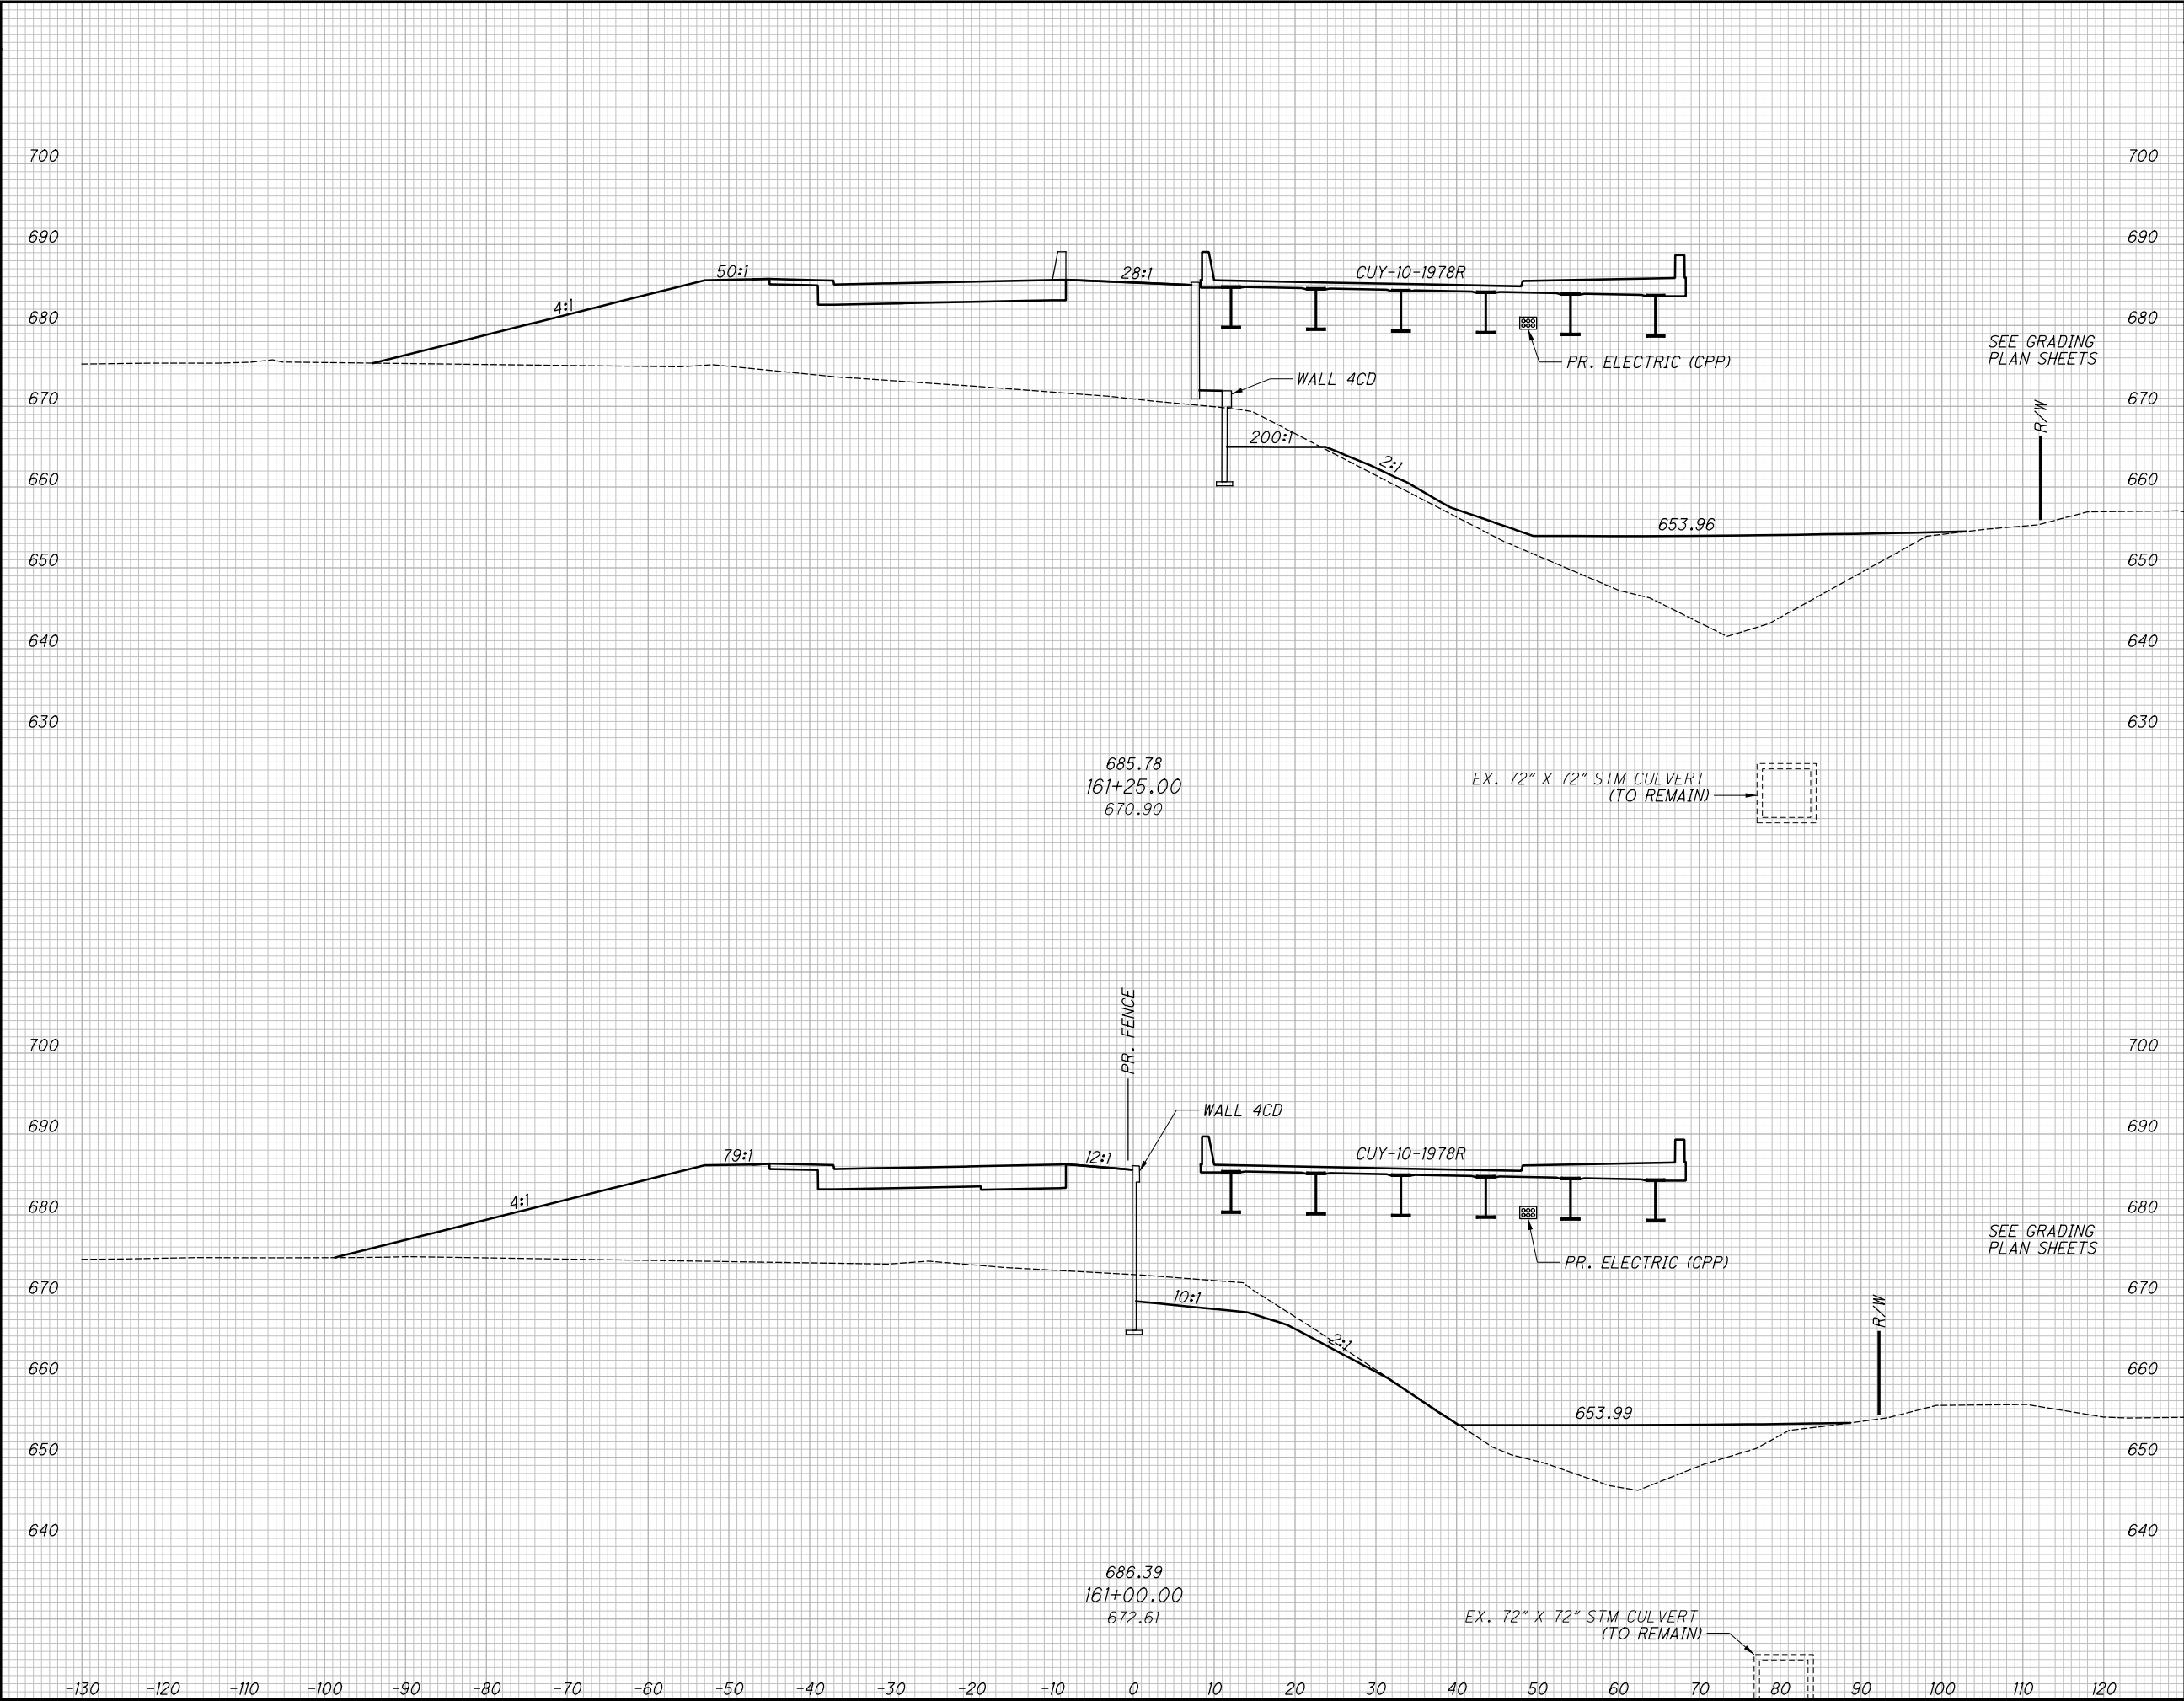 700 700
690 690
50:1 28:1 CUY-10-1978R
4:1
680 680
SEE GRADING
PLAN SHEETS
PR. ELECTRIC (CPP)
WALL 4CD
670 670
R/W
200:1
2:1
660 660
653.96
650 650
640 640
630 630
685.78
161+25.00
670.90
EX. 72" X 72" STM CULVERT
(TO REMAIN)
PR. FENCE
700 700
WALL 4CD
690 690
79:1 12:1 CUY-10-1978R
4:1
680 680
SEE GRADING
PLAN SHEETS
PR. ELECTRIC (CPP)
670 670
10:1
R/W
2:1
660 660
653.99
650 650
640 640
686.39
161+00.00
672.61
EX. 72" X 72" STM CULVERT
(TO REMAIN)
-130 -120 -110 -100 -90 -80 -70 -60 -50 -40 -30 -20 -10 0 10 20 30 40 50 60 70 80 90 100 110 120